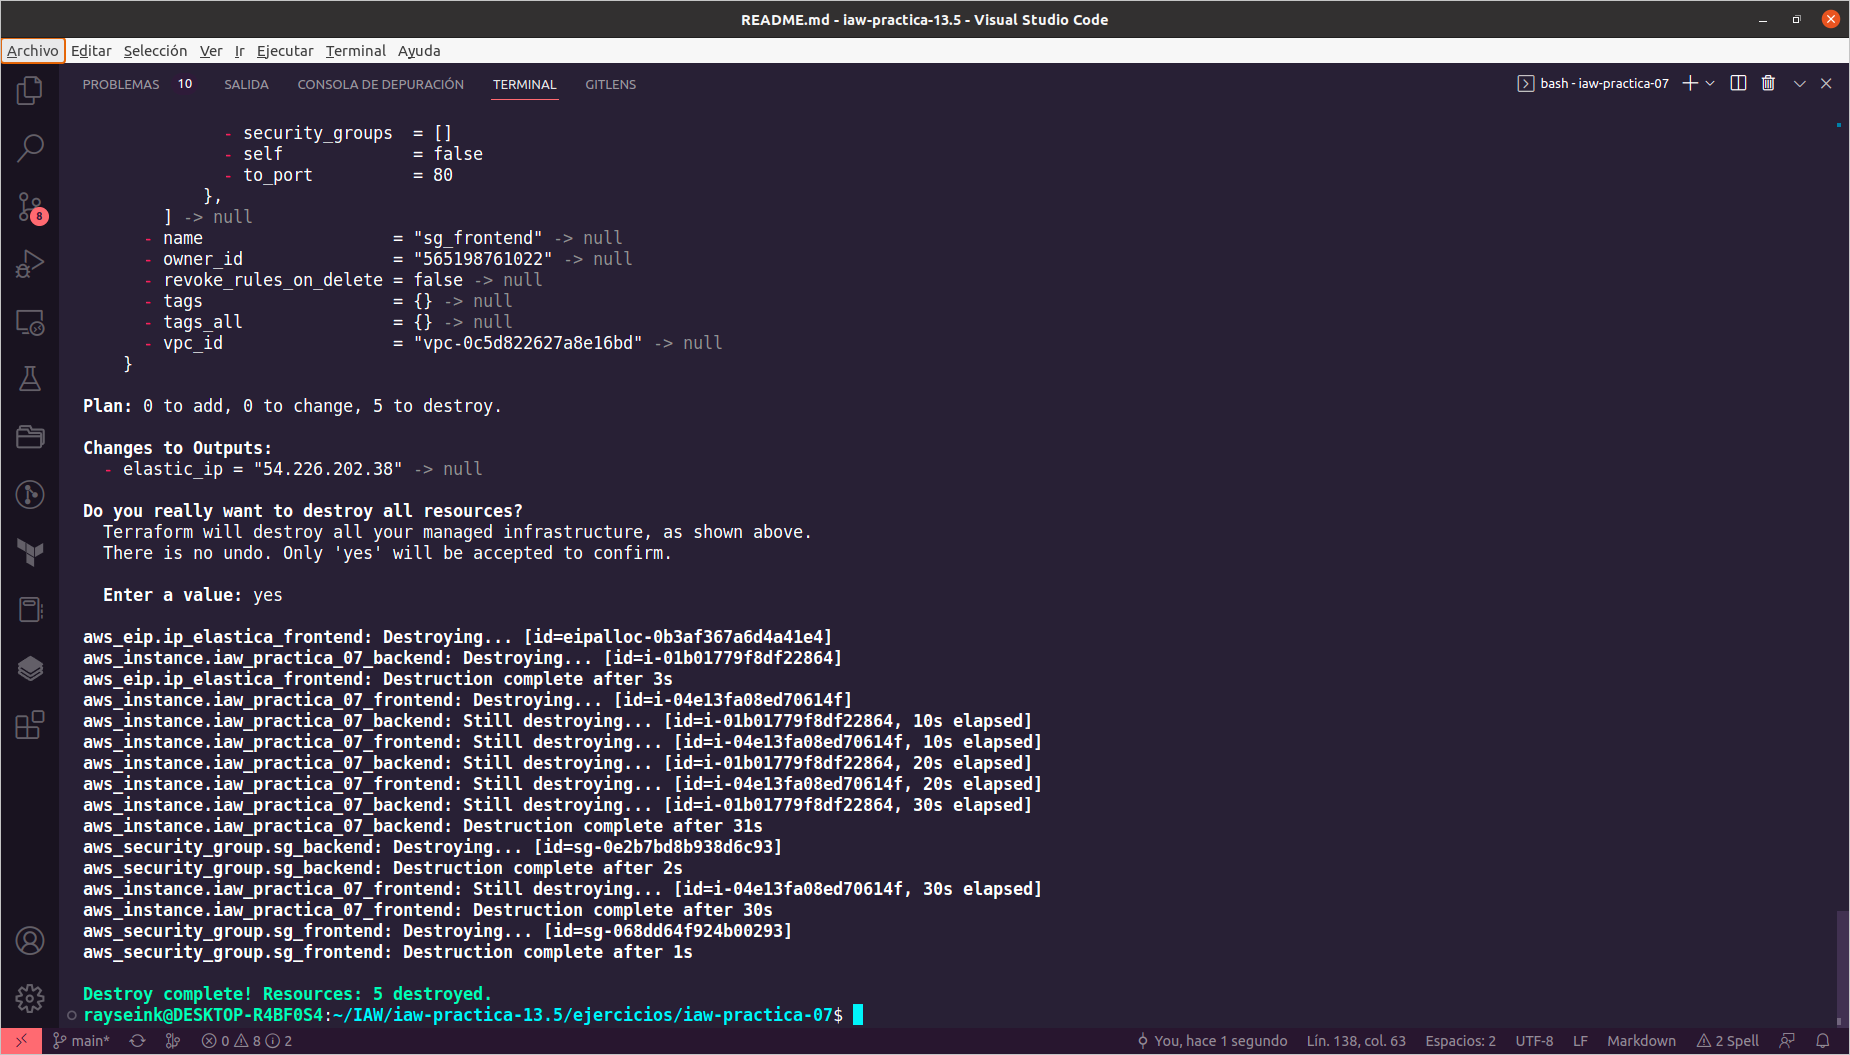 README.md - iaw-practica-13.5 - Visual Studio Code
Archivo Editar Selección Ver Ir Ejecutar Terminal Ayuda
PROBLEMAS 10 SALIDA CONSOLA DE DEPURACIÓN TERMINAL GITLENS bash - iaw-practica-07
- security_groups = []
- self = false
- to_port = 80
},
] -> null
- name = "sg_frontend" -> null
- owner_id = "565198761022" -> null
- revoke_rules_on_delete = false -> null
- tags = {} -> null
- tags_all = {} -> null
- vpc_id = "vpc-0c5d822627a8e16bd" -> null
}
Plan: 0 to add, 0 to change, 5 to destroy.
Changes to Outputs:
- elastic_ip = "54.226.202.38" -> null
Do you really want to destroy all resources?
Terraform will destroy all your managed infrastructure, as shown above.
There is no undo. Only 'yes' will be accepted to confirm.
Enter a value: yes
aws_eip.ip_elastica_frontend: Destroying... [id=eipalloc-0b3af367a6d4a41e4]
aws_instance.iaw_practica_07_backend: Destroying... [id=i-01b01779f8df22864]
aws_eip.ip_elastica_frontend: Destruction complete after 3s
aws_instance.iaw_practica_07_frontend: Destroying... [id=i-04e13fa08ed70614f]
aws_instance.iaw_practica_07_backend: Still destroying... [id=i-01b01779f8df22864, 10s elapsed]
aws_instance.iaw_practica_07_frontend: Still destroying... [id=i-04e13fa08ed70614f, 10s elapsed]
aws_instance.iaw_practica_07_backend: Still destroying... [id=i-01b01779f8df22864, 20s elapsed]
aws_instance.iaw_practica_07_frontend: Still destroying... [id=i-04e13fa08ed70614f, 20s elapsed]
aws_instance.iaw_practica_07_backend: Still destroying... [id=i-01b01779f8df22864, 30s elapsed]
aws_instance.iaw_practica_07_backend: Destruction complete after 31s
aws_security_group.sg_backend: Destroying... [id=sg-0e2b7bd8b938d6c93]
aws_security_group.sg_backend: Destruction complete after 2s
aws_instance.iaw_practica_07_frontend: Still destroying... [id=i-04e13fa08ed70614f, 30s elapsed]
aws_instance.iaw_practica_07_frontend: Destruction complete after 30s
aws_security_group.sg_frontend: Destroying... [id=sg-068dd64f924b00293]
aws_security_group.sg_frontend: Destruction complete after 1s
Destroy complete! Resources: 5 destroyed.
rayseink@DESKTOP-R4BF0S4:~/IAW/iaw-practica-13.5/ejercicios/iaw-practica-07$
8
main* 0 8 2 You, hace 1 segundo Lín. 138, col. 63 Espacios: 2 UTF-8 LF Markdown 2 Spell